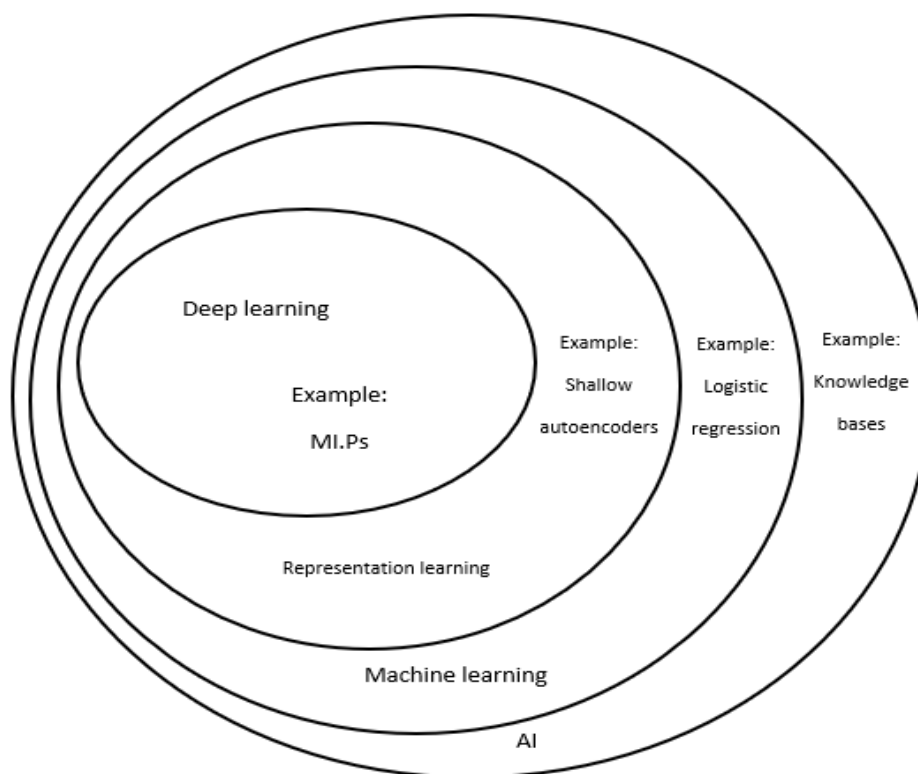 Deep learning
Example:
MI.Ps
Example:
Shallow
autoencoders
Example:
Logistic
regression
Example:
Knowledge
bases
Representation learning
Machine learning
AI